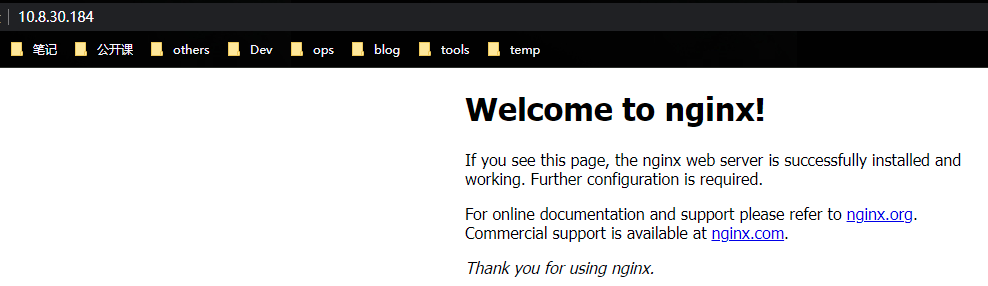 10.8.30.184
笔记 公开课 others Dev ops blog tools temp
Welcome to nginx!
If you see this page, the nginx web server is successfully installed and
working. Further configuration is required.
For online documentation and support please refer to nginx.org.
Commercial support is available at nginx.com.
Thank you for using nginx.